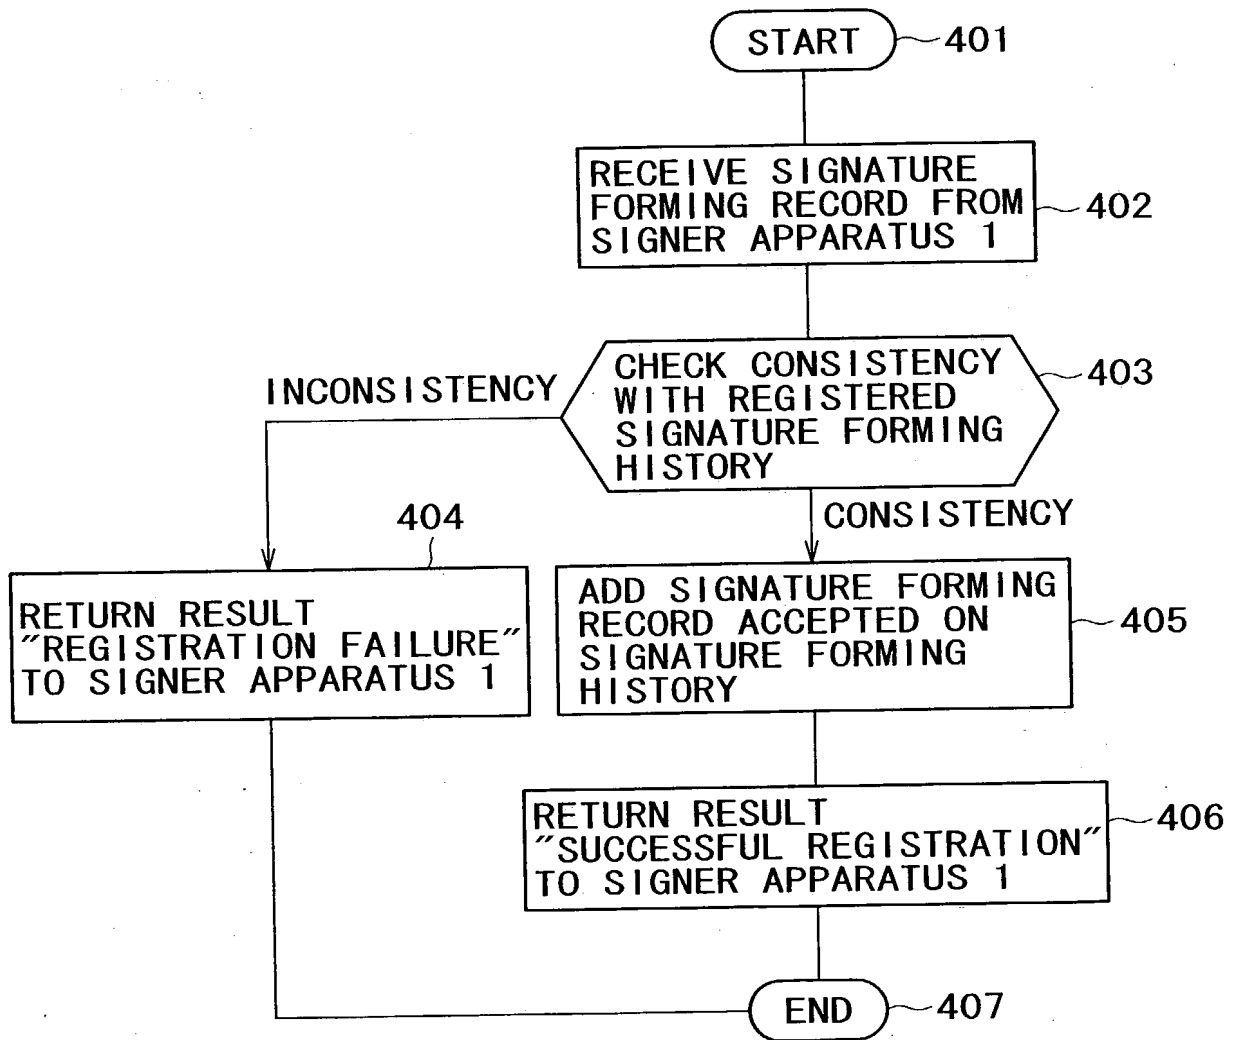 START
401
RECEIVE SIGNATURE
FORMING RECORD FROM
SIGNER APPARATUS 1
402
CHECK CONSISTENCY
WITH REGISTERED
SIGNATURE FORMING
HISTORY
403
INCONSISTENCY
CONSISTENCY
404
RETURN RESULT
"REGISTRATION FAILURE"
TO SIGNER APPARATUS 1
ADD SIGNATURE FORMING
RECORD ACCEPTED ON
SIGNATURE FORMING
HISTORY
405
RETURN RESULT
"SUCCESSFUL REGISTRATION"
TO SIGNER APPARATUS 1
406
END
407